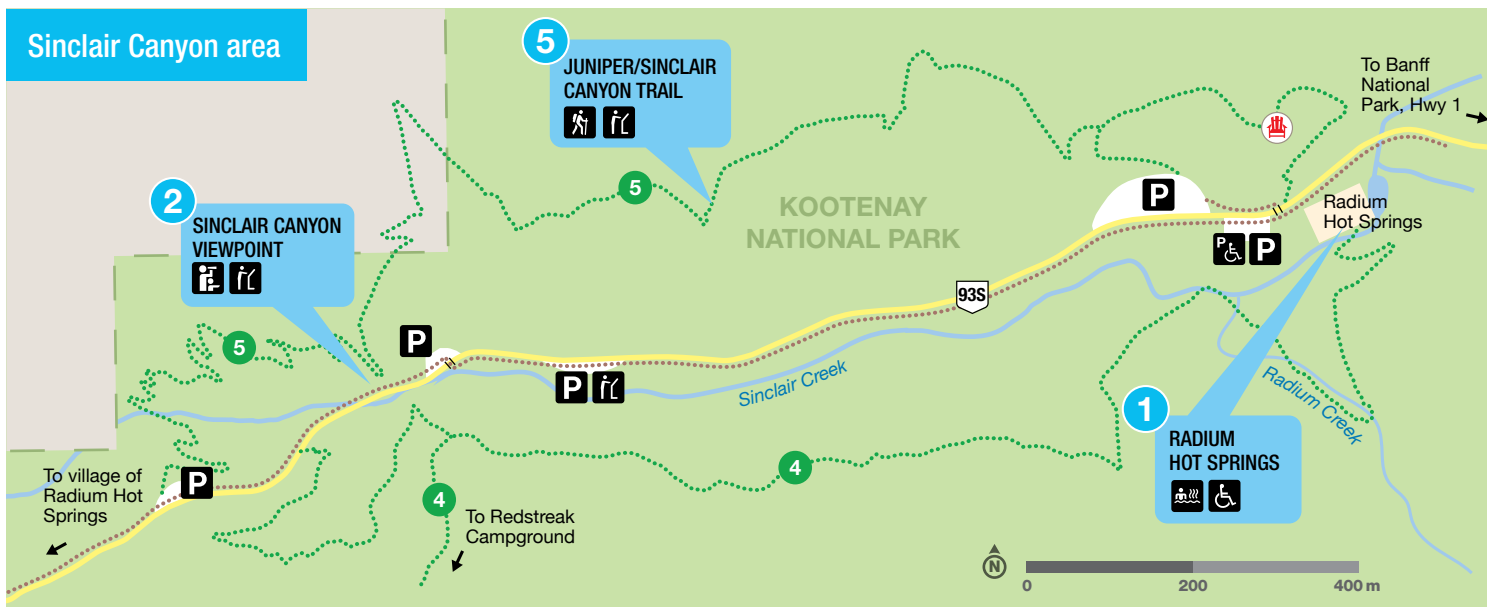 Sinclair Canyon area
5
JUNIPER/SINCLAIR
CANYON TRAIL
To Banff
National
Park, Hwy 1
2
SINCLAIR CANYON
VIEWPOINT
5
P
KOOTENAY
NATIONAL PARK
Radium
Hot Springs
P
P
93S
5
P
P
Sinclair Creek
Radium Creek
1
RADIUM
HOT SPRINGS
4
To village of
Radium Hot
Springs
P
4
To Redstreak
Campground
N
0
200
400 m